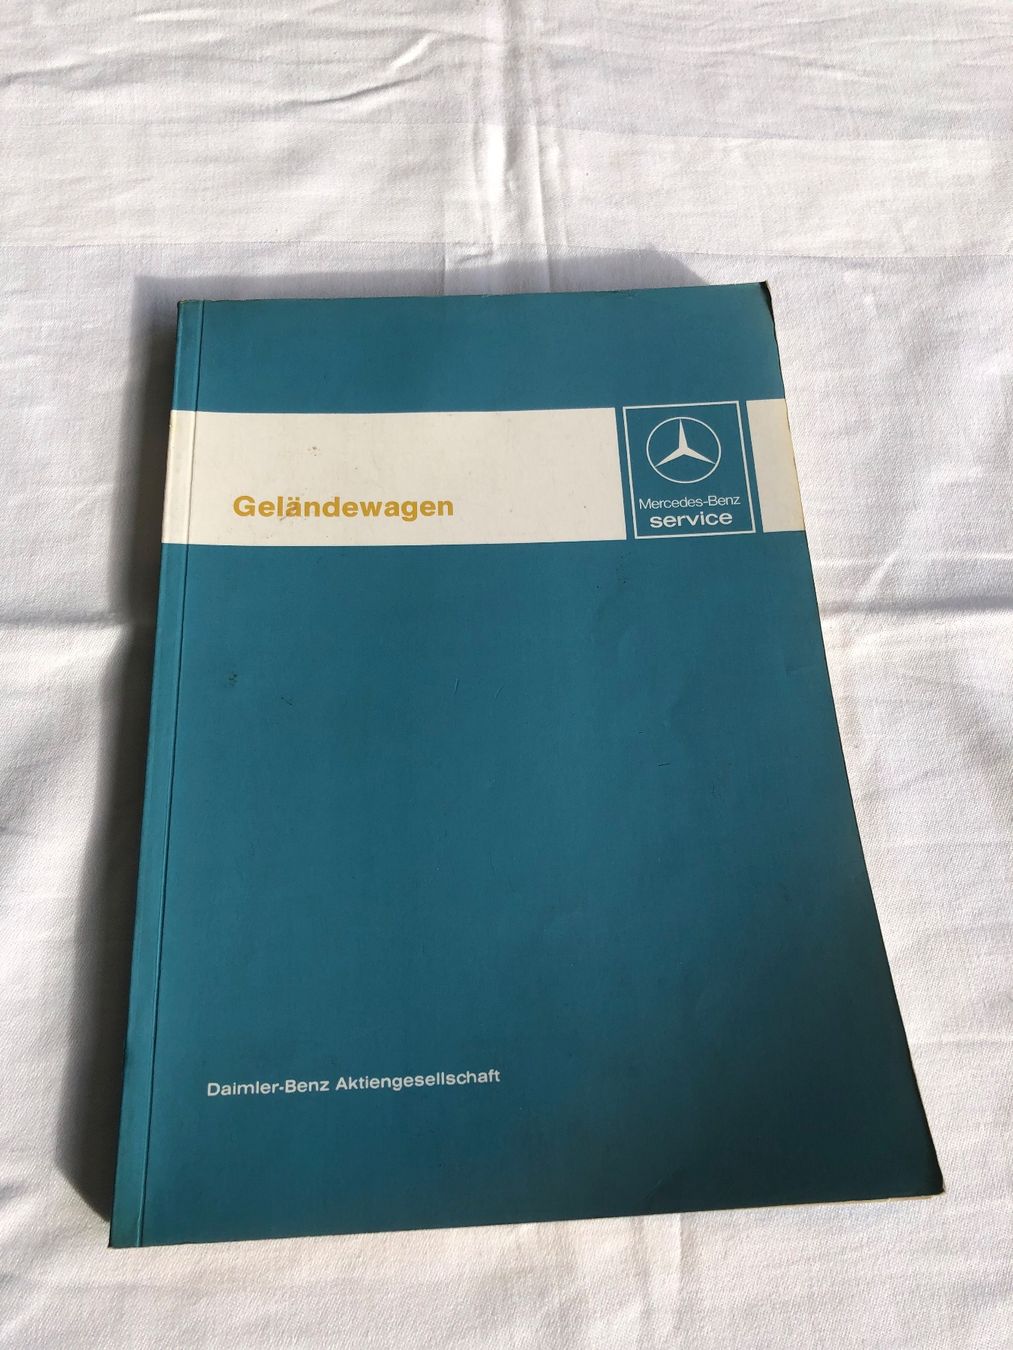 Geländewagen
Mercedes-Benz
service
Daimler-Benz Aktiengesellschaft